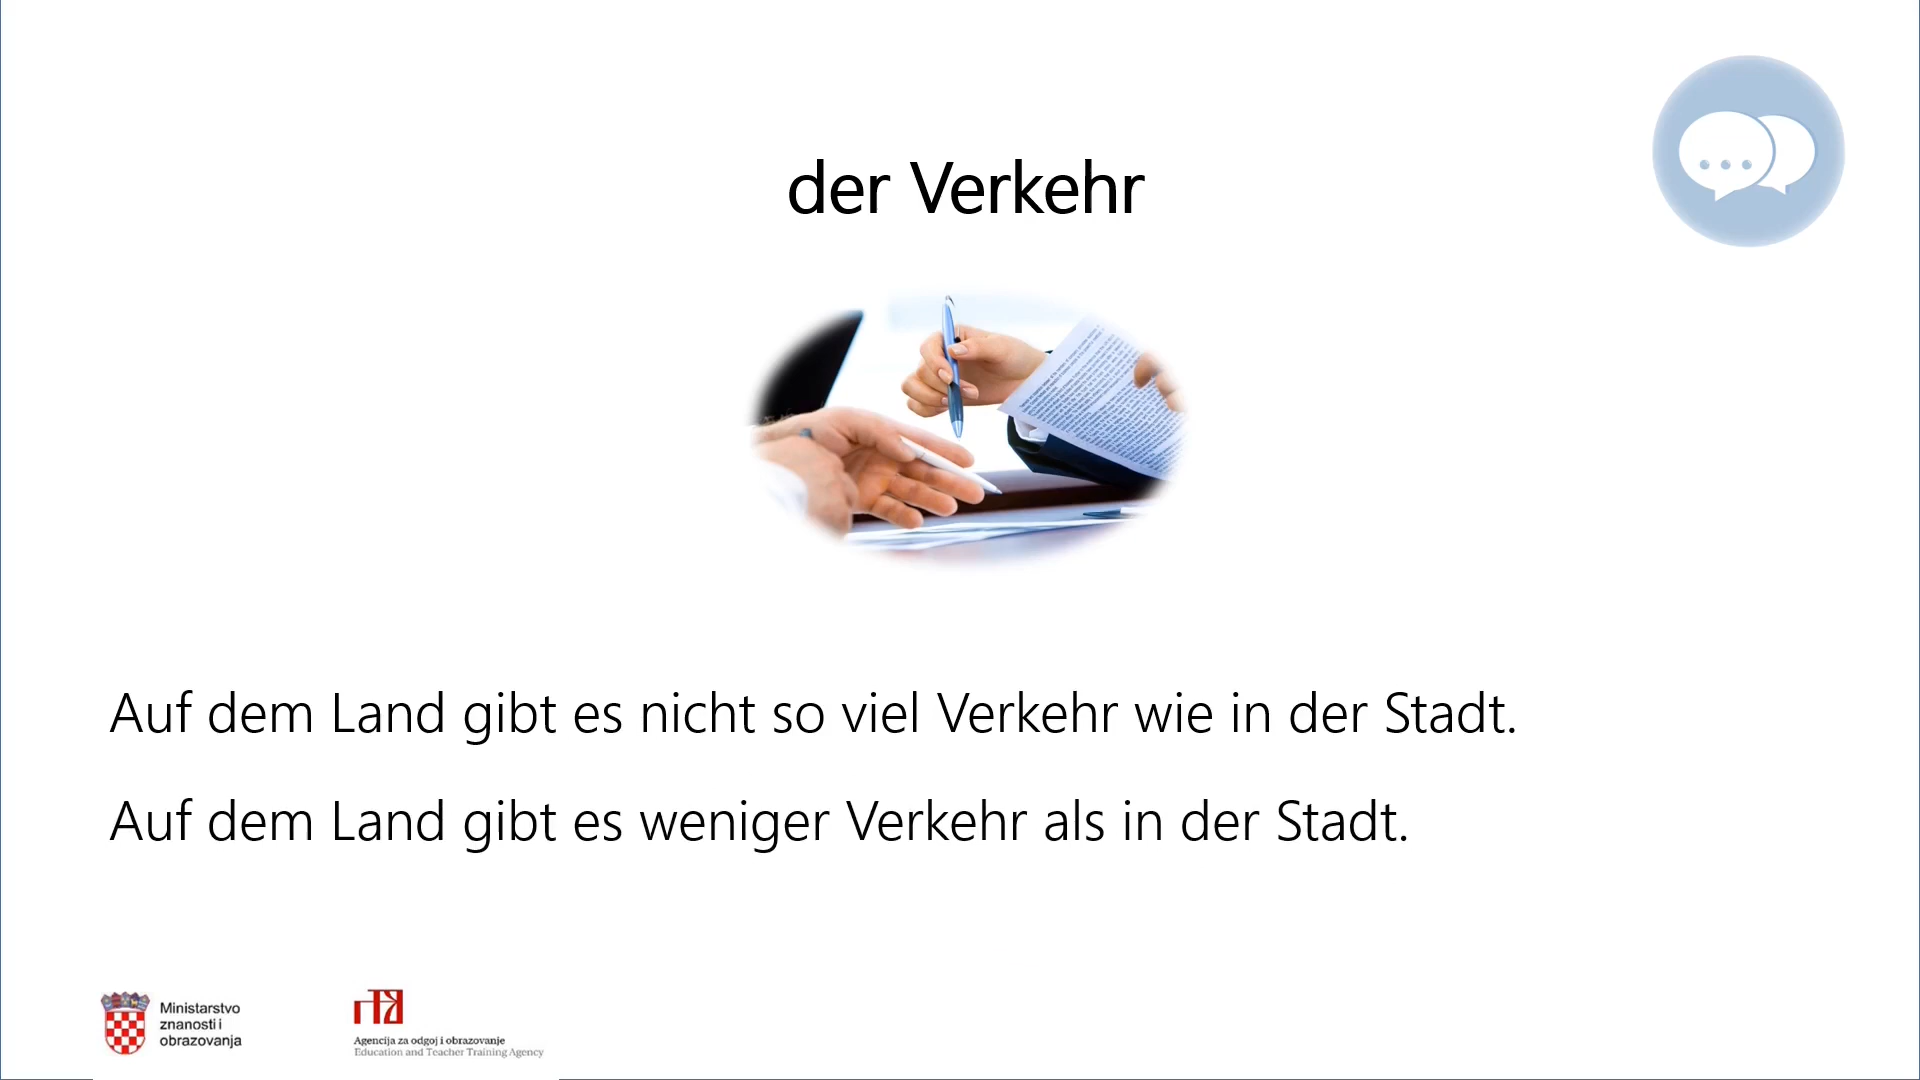 der Verkehr
Auf dem Land gibt es nicht so viel Verkehr wie in der Stadt.
Auf dem Land gibt es weniger Verkehr als in der Stadt.
Ministarstvo
znanosti i
obrazovanja
Agencija za odgoj i obrazovanje
Education and Teacher Training Agency